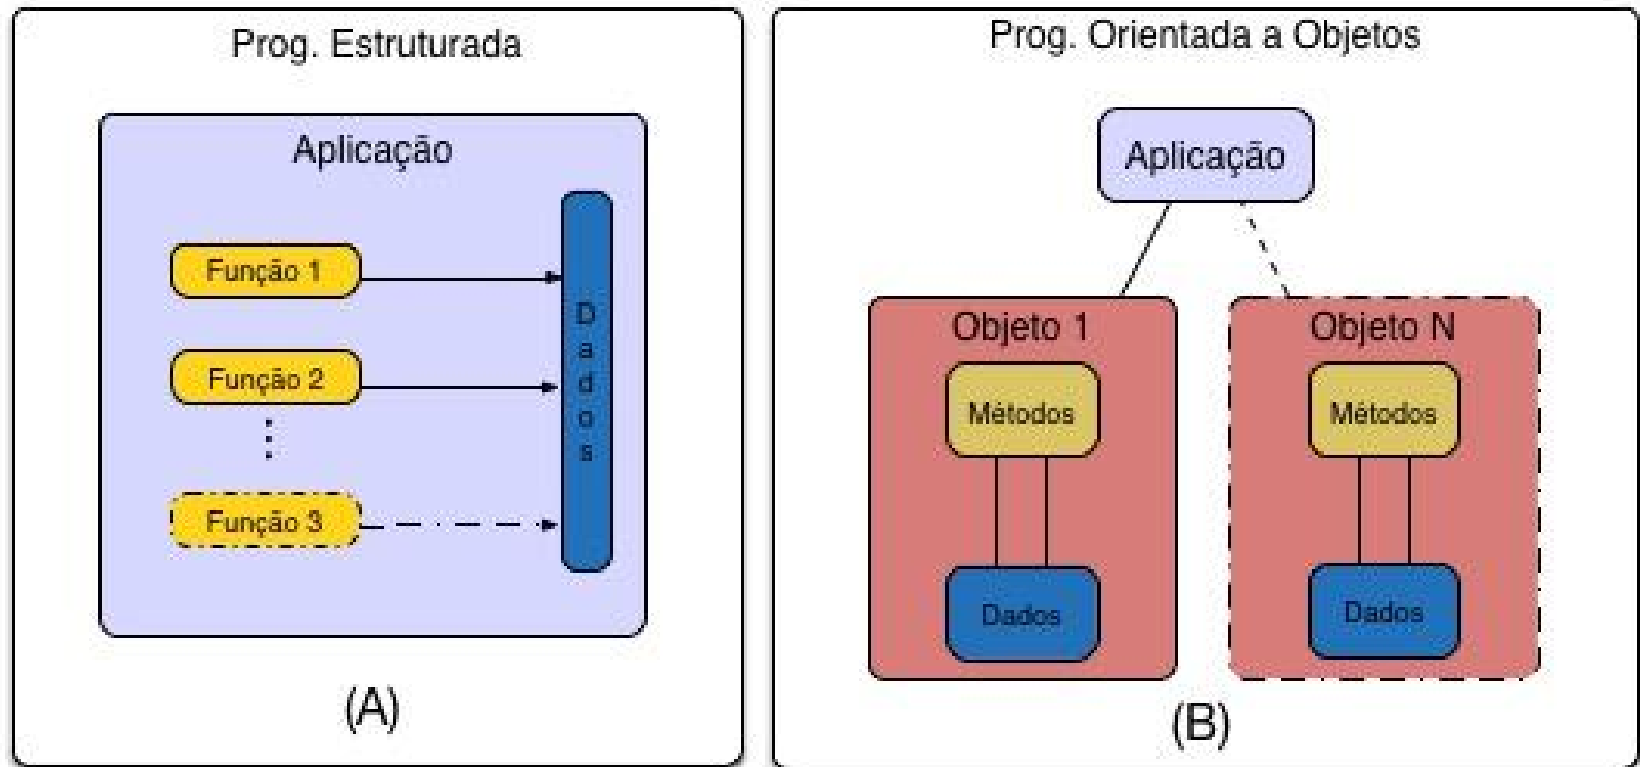 Prog. Estruturada
Aplicação
Função 1
Função 2
Função 3
Dados
(A)
Prog. Orientada a Objetos
Aplicação
Objeto 1
Métodos
Dados
Objeto N
Métodos
Dados
(B)